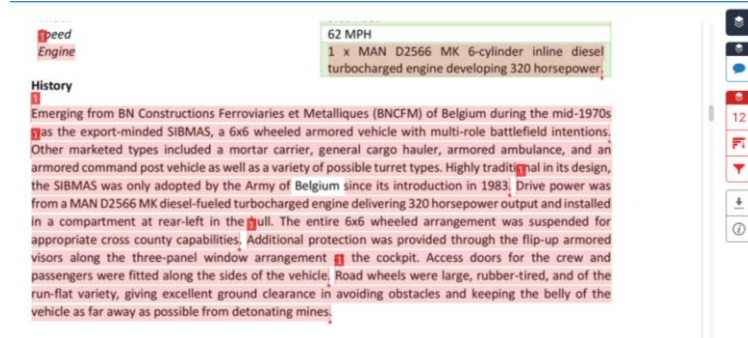 Speed 62 MPH
Engine 1 x MAN D2566 MK 6-cylinder inline diesel
turbocharged engine developing 320 horsepower.
History
1
Emerging from BN Constructions Ferroviaries et Metalliques (BNCFM) of Belgium during the mid-1970s
was the export-minded SIBMAS, a 6x6 wheeled armored vehicle with multi-role battlefield intentions.
Other marketed types included a mortar carrier, general cargo hauler, armored ambulance, and an
armored command post vehicle as well as a variety of possible turret types. Highly traditional in its design,
the SIBMAS was only adopted by the Army of Belgium since its introduction in 1983. Drive power was
from a MAN D2566 MK diesel-fueled turbocharged engine delivering 320 horsepower output and installed
in a compartment at rear-left in the hull. The entire 6x6 wheeled arrangement was suspended for
appropriate cross county capabilities. Additional protection was provided through the flip-up armored
visors along the three-panel window arrangement 1 the cockpit. Access doors for the crew and
passengers were fitted along the sides of the vehicle. Road wheels were large, rubber-tired, and of the
run-flat variety, giving excellent ground clearance in avoiding obstacles and keeping the belly of the
vehicle as far away as possible from detonating mines.
12